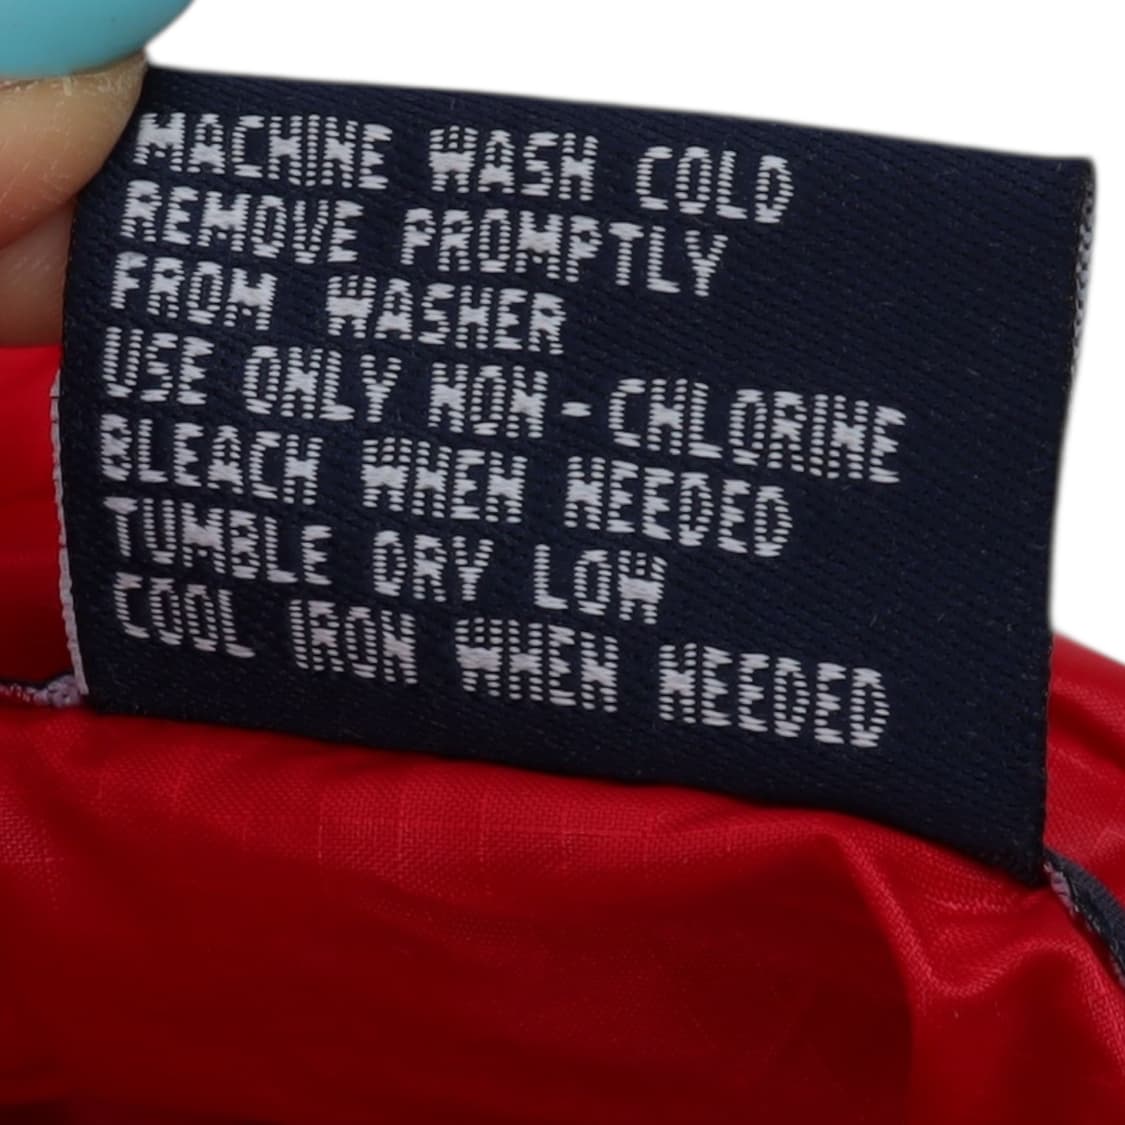 MACHINE WASH COLD
REMOVE PROMPTLY
FROM WASHER
USE ONLY NON-CHLORINE
BLEACH WHEN NEEDED
TUMBLE DRY LOW
COOL IRON WHEN NEEDED